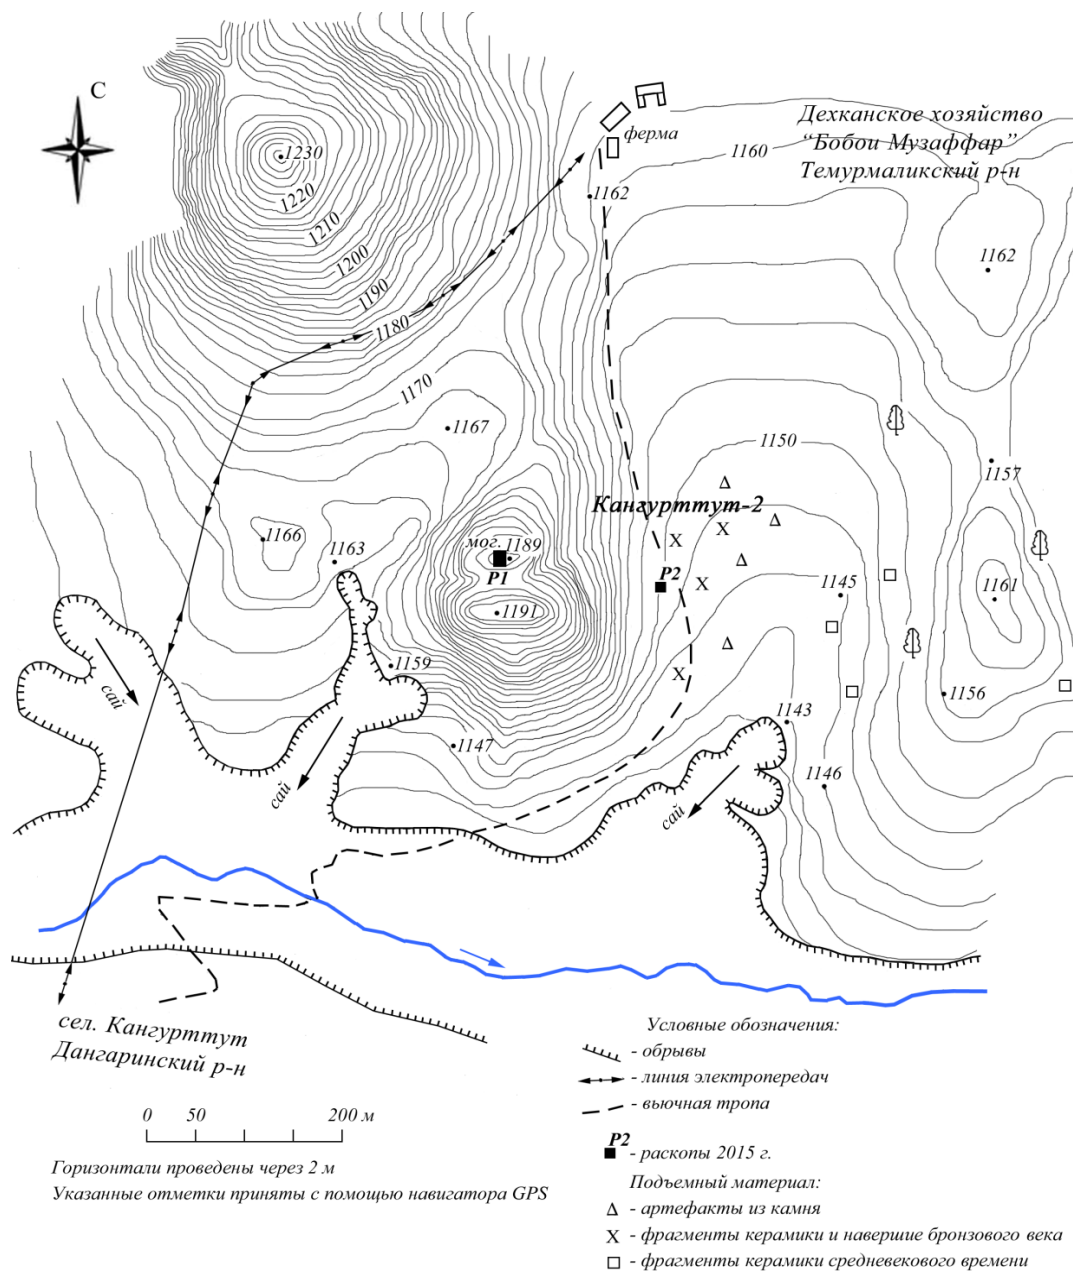 С
Дехканское хозяйство
“Бобои Музаффар”
Темурмаликский р-н
ферма
1160
1230
1162
1220
1210
1200
1162
1190
1180
1170
1167
1150
1157
Кангурттут-2
1166
1163
мог.
1189
Р1
Р2
1145
1161
1191
1159
1156
сай
1143
1147
1146
сай
сай
сел. Кангурттут
Дангаринский р-н
0 50 200 м
Горизонтали проведены через 2 м
Указанные отметки приняты с помощью навигатора GPS
Условные обозначения:
- обрывы
- линия электропередач
- вьючная тропа
Р2
- раскопы 2015 г.
Подъемный материал:
- артефакты из камня
- фрагменты керамики и навершие бронзового века
- фрагменты керамики средневекового времени